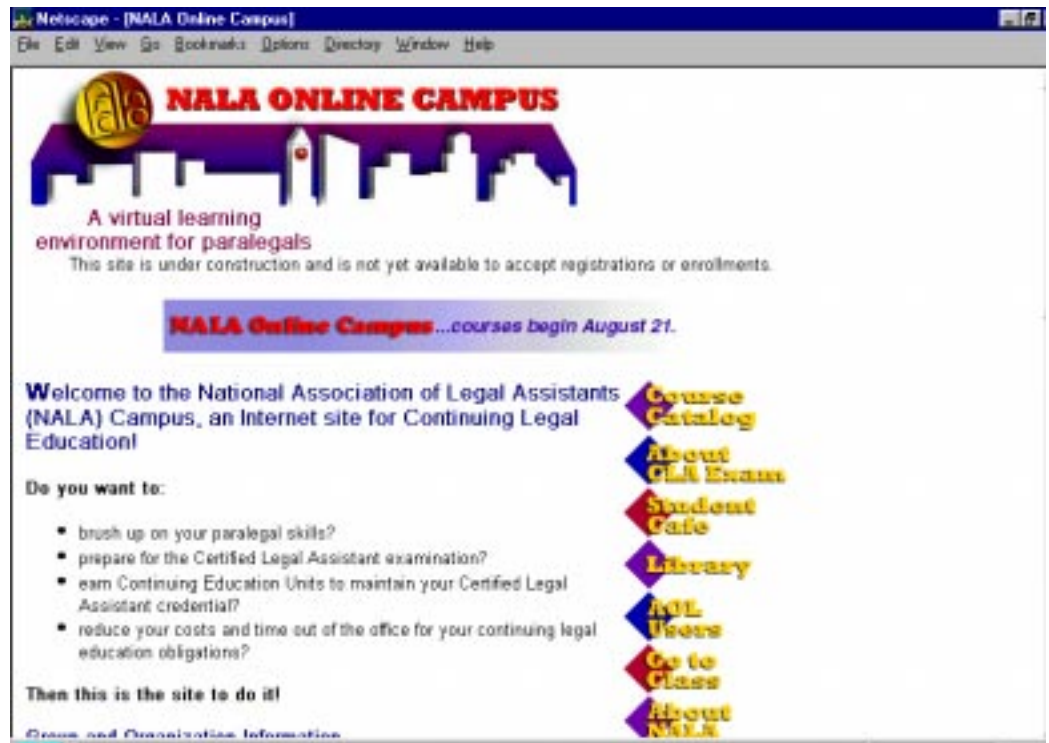 Netscape - [NALA Online Campus]
File Edit View Go Bookmarks Options Directory Window Help
NALA ONLINE CAMPUS
A virtual learning
environment for paralegals
This site is under construction and is not yet available to accept registrations or enrollments.
NALA Online Campus...courses begin August 21.
Welcome to the National Association of Legal Assistants
(NALA) Campus, an Internet site for Continuing Legal
Education!
Do you want to:
brush up on your paralegal skills?
prepare for the Certified Legal Assistant examination?
earn Continuing Education Units to maintain your Certified Legal
Assistant credential?
reduce your costs and time out of the office for your continuing legal
education obligations?
Then this is the site to do it!
Group and Organization Information
Course
Catalog
About
CLA Exam
Student
Cafe
Library
AOL
Users
Go to
Class
About
NALA